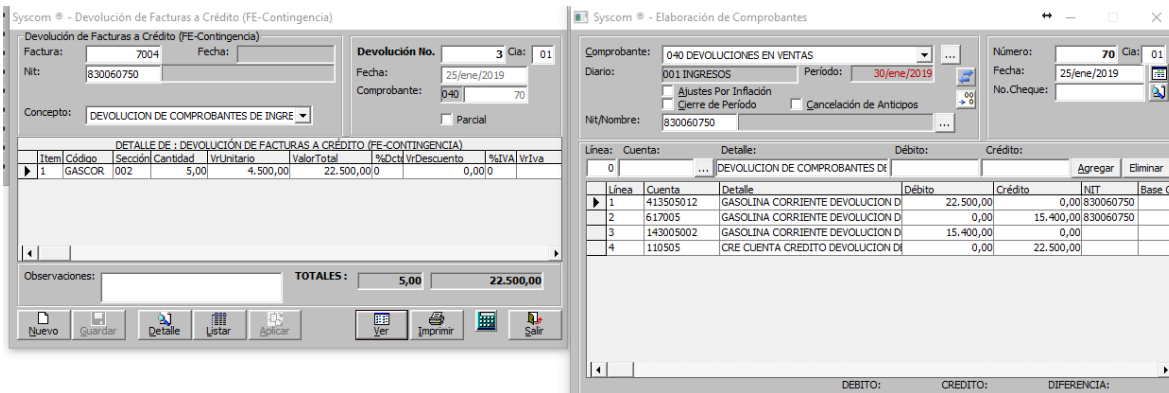 Syscom ® - Devolución de Facturas a Crédito (FE-Contingencia)
Devolución de Facturas a Crédito (FE-Contingencia)
Factura: 7004 Fecha:
Nit: 830060750
Concepto: DEVOLUCION DE COMPROBANTES DE INGRE
Devolución No. 3 Cia: 01
Fecha: 25/ene/2019
Comprobante: 040 70
Parcial
DETALLE DE : DEVOLUCIÓN DE FACTURAS A CRÉDITO (FE-CONTINGENCIA)
Item Código Sección Cantidad VrUnitario ValorTotal %Dcto VrDescuento %IVA VrIva
1 GASCOR 002 5,00 4.500,00 22.500,00 0 0,00 0
Observaciones: TOTALES : 5,00 22.500,00
Nuevo Guardar Detalle Listar Aplicar Ver Imprimir Salir
Syscom ® - Elaboración de Comprobantes
Comprobante: 040 DEVOLUCIONES EN VENTAS ...
Diario: 001 INGRESOS Período: 30/ene/2019
Ajustes Por Inflación
Cierre de Período Cancelación de Anticipos
Nit/Nombre: 830060750 ...
Número: 70 Cia: 01
Fecha: 25/ene/2019
No.Cheque:
Línea: Cuenta: Detalle: Débito: Crédito:
0 ... DEVOLUCION DE COMPROBANTES DE Agregar Eliminar
Línea Cuenta Detalle Débito Crédito NIT Base
1 413505012 GASOLINA CORRIENTE DEVOLUCION D 22.500,00 0,00 830060750
2 617005 GASOLINA CORRIENTE DEVOLUCION D 0,00 15.400,00 830060750
3 143005002 GASOLINA CORRIENTE DEVOLUCION D 15.400,00 0,00
4 110505 CRE CUENTA CREDITO DEVOLUCION D 0,00 22.500,00
DEBITO: CREDITO: DIFERENCIA: